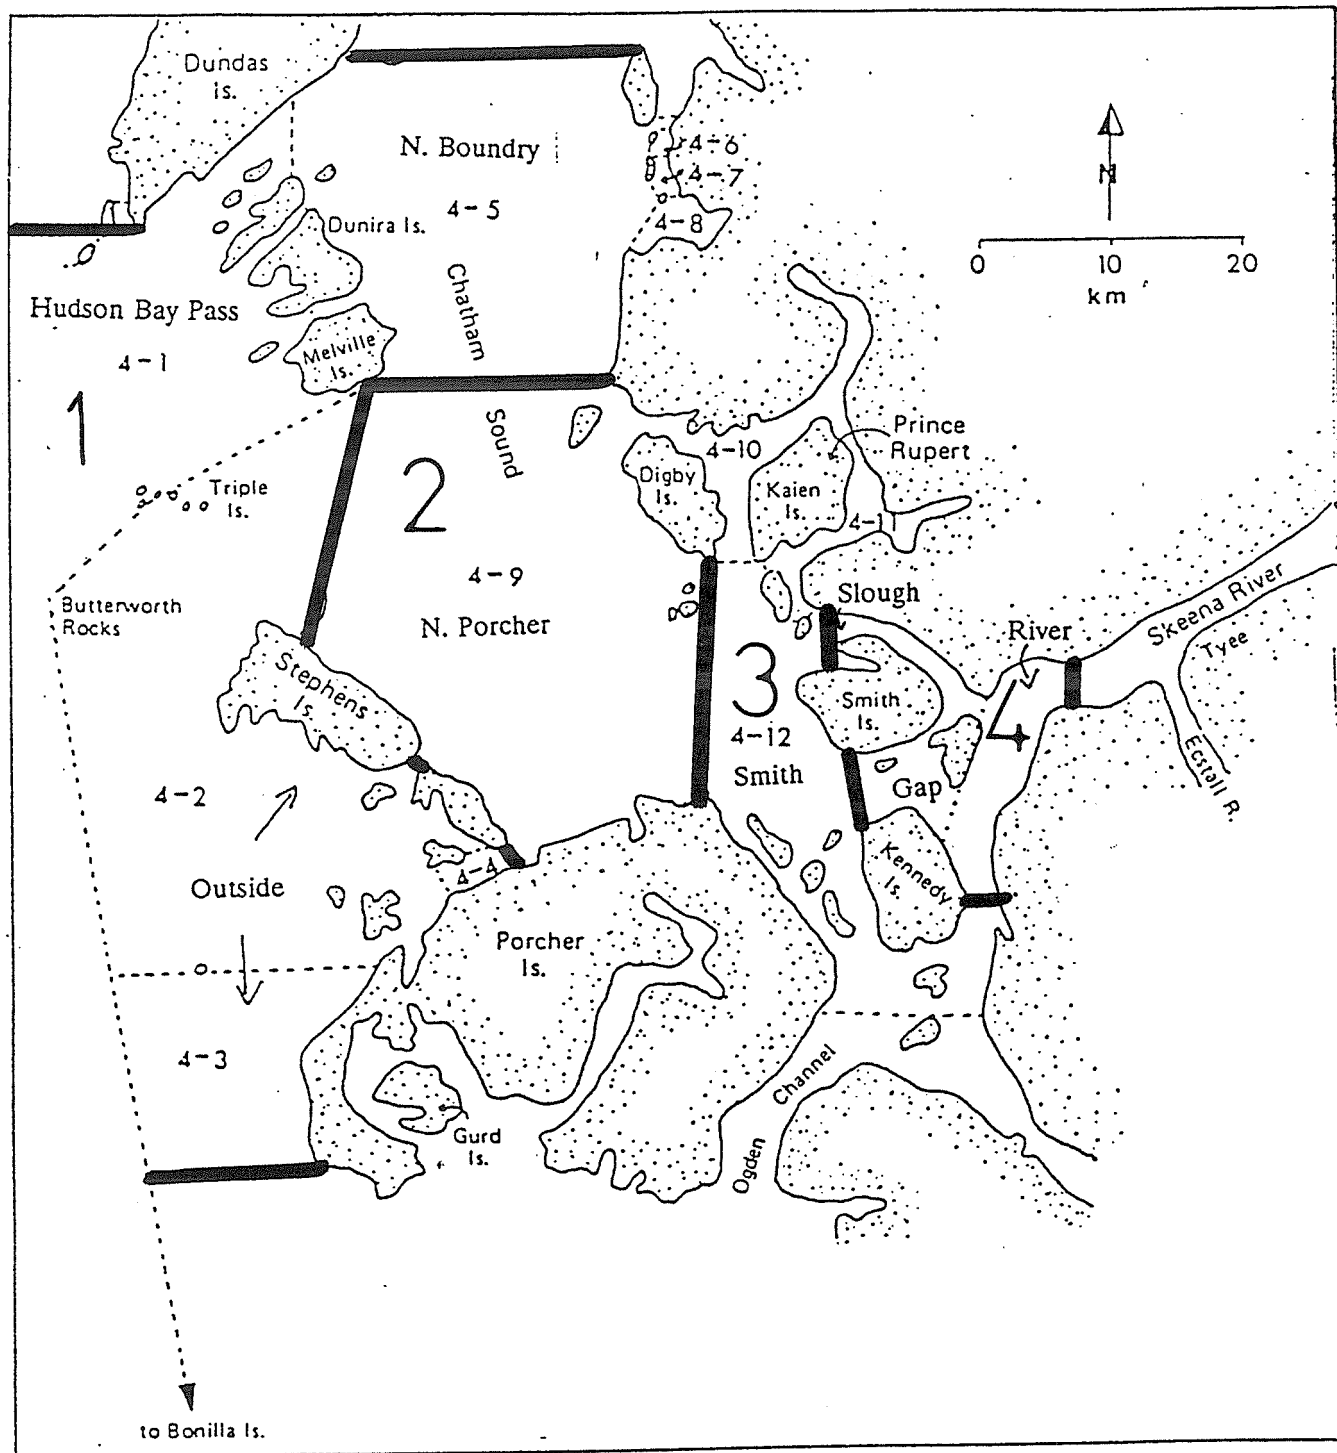 Dundas
Is.
N. Boundry
4-6
4-7
4-5
4-8
Dunira Is.
N
0 10 20
km
Hudson Bay Pass
4-1
Chatham
Melville
Is.
1
Sound
2
4-10
Prince
Rupert
Digby
Is.
Kaien
Is.
Triple
Is.
4-11
4-9
N. Porcher
Butterworth
Rocks
Slough
River
Skeena River
Tyee
Stephens
Is.
3
Smith
Is.
4
4-12
Smith
Gap
Ecstall R.
4-2
Kennedy
Is.
4-4
Outside
Porcher
Is.
4-3
Channel
Ogden
Gurd
Is.
to Bonilla Is.